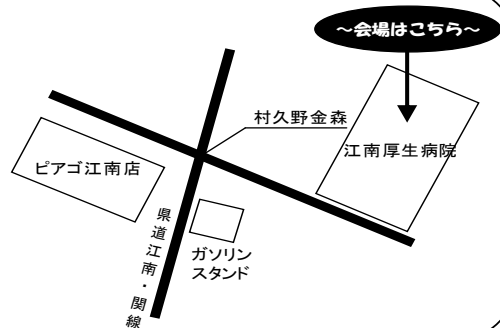 ～会場はこちら～
村久野金森
江南厚生病院
ピアゴ江南店
県道江南・関線
ガソリン
スタンド